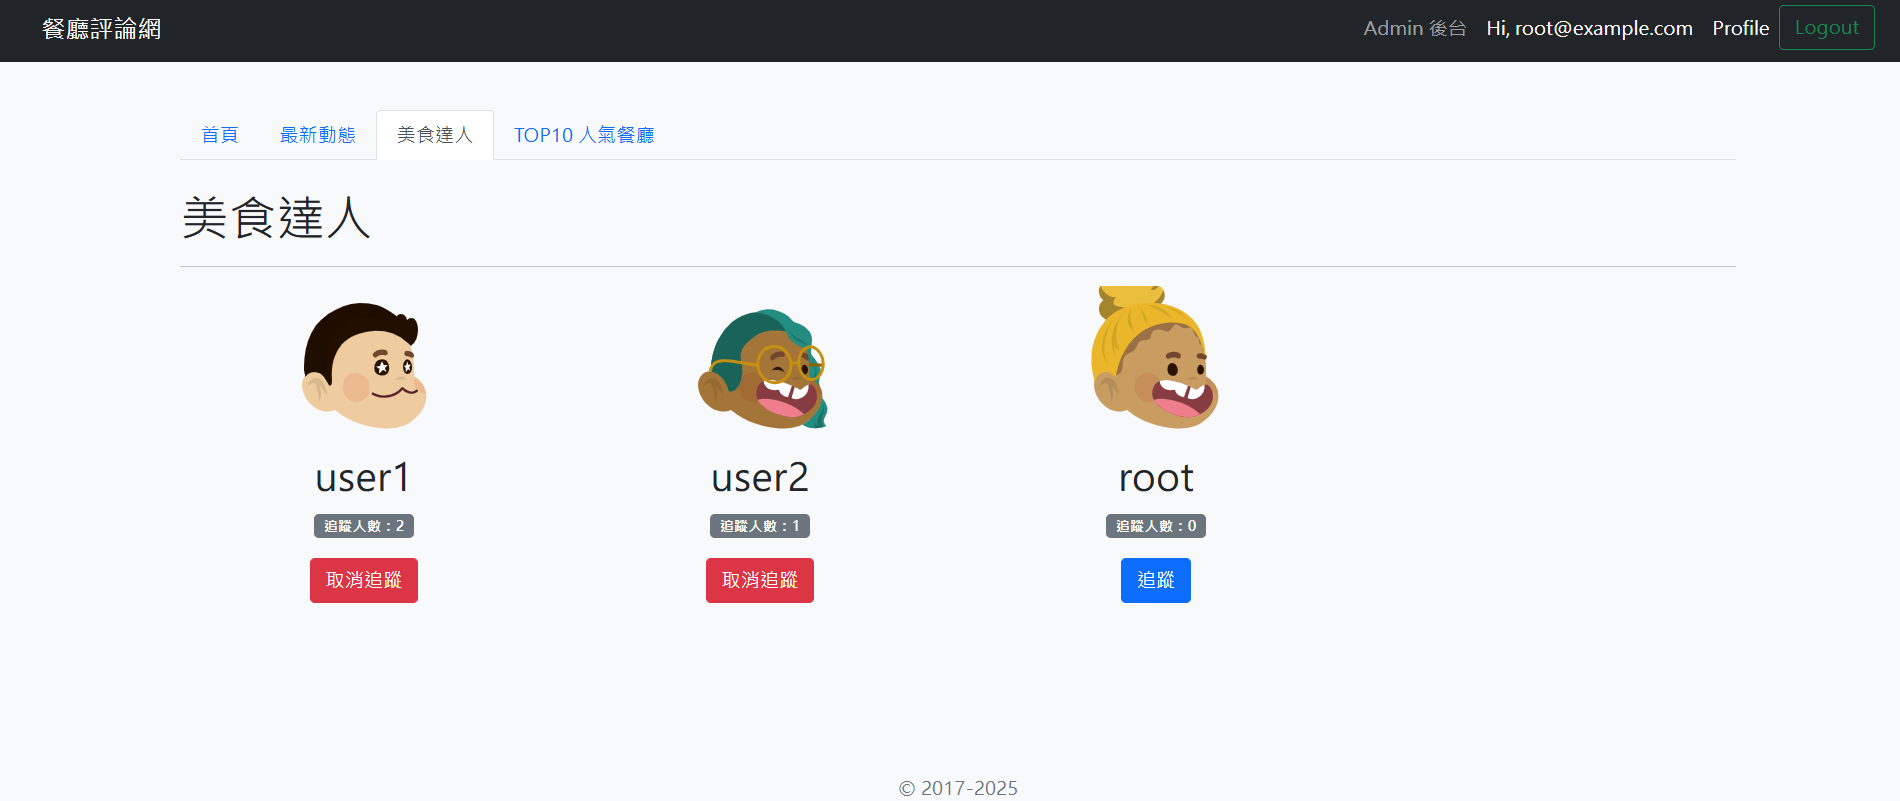 餐廳評論網
Admin 後台 Hi, root@example.com Profile Logout
首頁 最新動態 美食達人 TOP10 人氣餐廳
美食達人
user1 user2 root
追蹤人數：2 追蹤人數：1 追蹤人數：0
取消追蹤 取消追蹤 追蹤
© 2017-2025